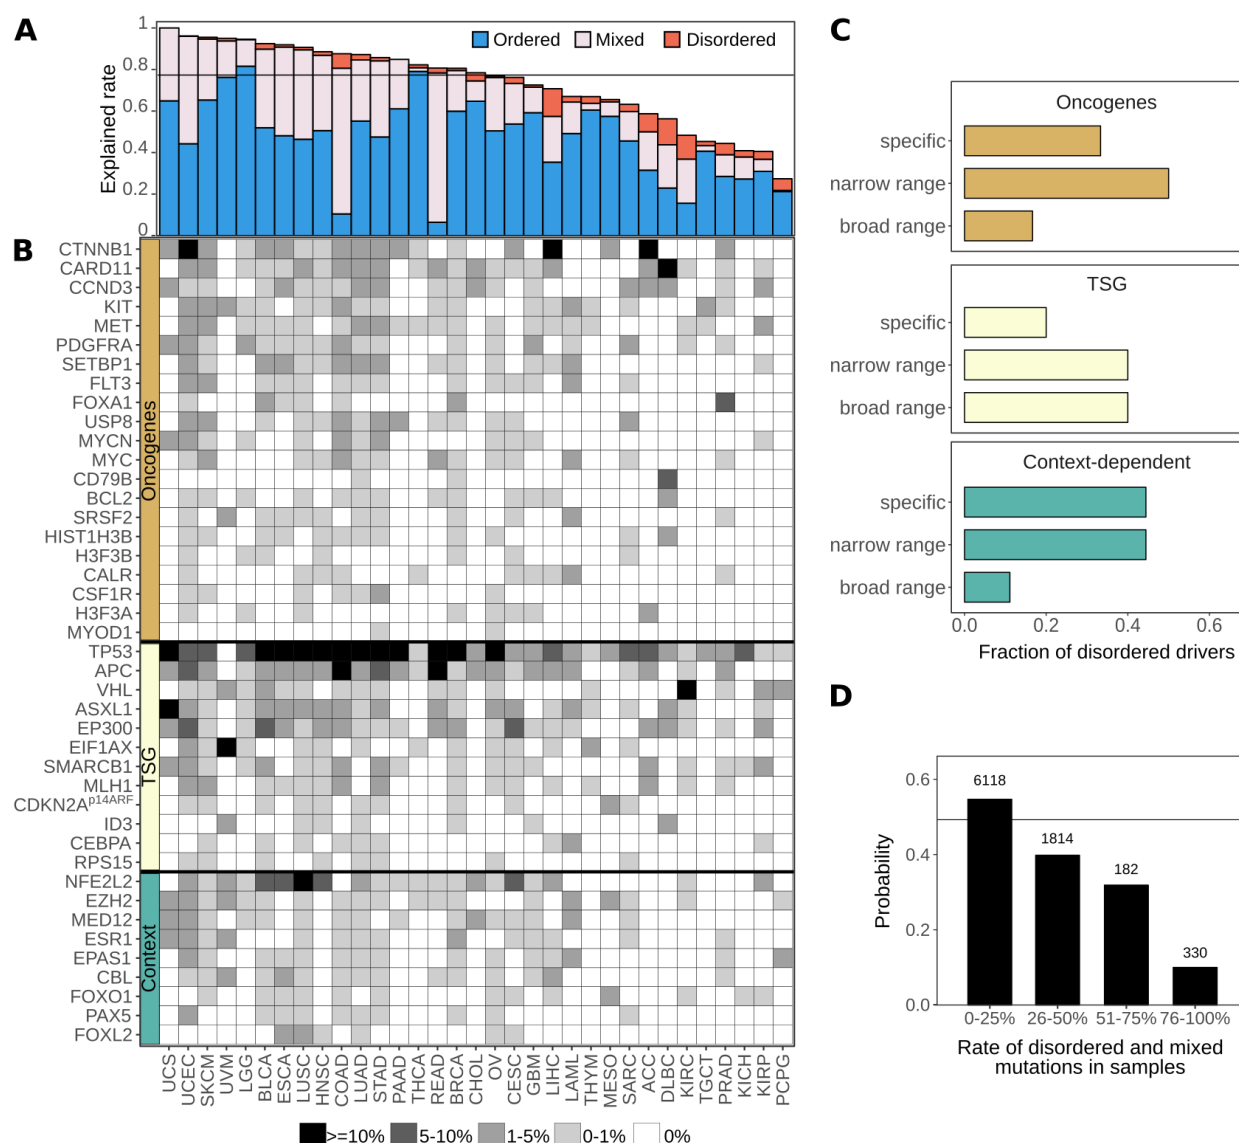 A
Explained rate
1
0.8
0.6
0.4
0.2
0
Ordered
Mixed
Disordered
B
Oncogenes
CTNNB1
CARD11
CCND3
KIT
MET
PDGFRA
SETBP1
FLT3
FOXA1
USP8
MYCN
MYC
CD79B
BCL2
SRSF2
HIST1H3B
H3F3B
CALR
CSF1R
H3F3A
MYOD1
TSG
TP53
APC
VHL
ASXL1
EP300
EIF1AX
SMARCB1
MLH1
CDKN2Ap14ARF
ID3
CEBPA
RPS15
Context
NFE2L2
EZH2
MED12
ESR1
EPAS1
CBL
FOXO1
PAX5
FOXL2
UCS
UCEC
SKCM
UVM
LGG
BLCA
ESCA
LUSC
HNSC
COAD
LUAD
STAD
PAAD
THCA
READ
BRCA
CHOL
OV
CESC
GBM
LIHC
LAML
THYM
MESO
SARC
ACC
DLBC
KIRC
TGCT
PRAD
KICH
KIRP
PCPG
>=10%
5-10%
1-5%
0-1%
0%
C
Oncogenes
specific
narrow range
broad range
TSG
specific
narrow range
broad range
Context-dependent
specific
narrow range
broad range
0.0 0.2 0.4 0.6
Fraction of disordered drivers
D
Probability
0.6
0.4
0.2
0.0
6118
1814
182
330
0-25% 26-50% 51-75% 76-100%
Rate of disordered and mixed
mutations in samples